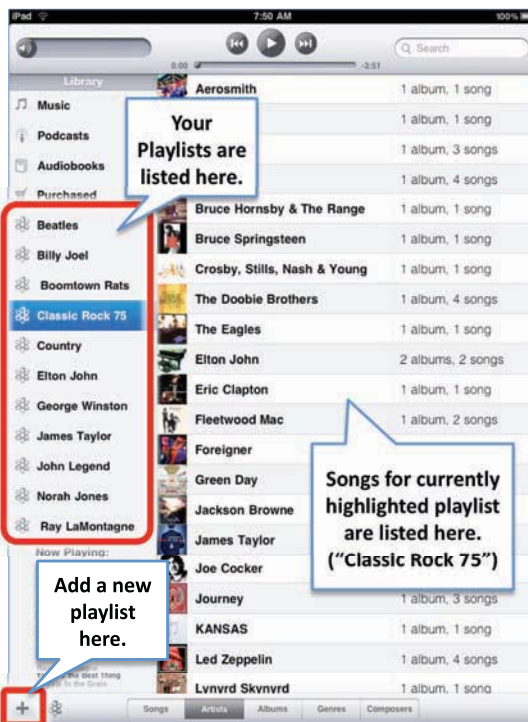 iPad 7:50 AM 100%
0:00 -3:51 Search
Library
Music
Podcasts
Audiobooks
Purchased
Beatles
Billy Joel
Boomtown Rats
Classic Rock 75
Country
Elton John
George Winston
James Taylor
John Legend
Norah Jones
Ray LaMontagne
Now Playing:
the Best Thing
in the Grain
Your
Playlists are
listed here.
Aerosmith 1 album, 1 song
1 album, 1 song
1 album, 3 songs
1 album, 4 songs
Bruce Hornsby & The Range 1 album, 1 song
Bruce Springsteen 1 album, 1 song
Crosby, Stills, Nash & Young 1 album, 1 song
The Doobie Brothers 1 album, 4 songs
The Eagles 1 album, 1 song
Elton John 2 albums, 2 songs
Eric Clapton 1 album, 1 song
Fleetwood Mac 1 album, 2 songs
Foreigner
Green Day
Jackson Browne
James Taylor
Joe Cocker
Journey 1 album, 3 songs
KANSAS 1 album, 1 song
Led Zeppelin 1 album, 4 songs
Lynyrd Skynyrd 1 album, 1 song
Songs for currently
highlighted playlist
are listed here.
("Classic Rock 75")
Add a new
playlist
here.
+ Songs Artists Albums Genres Composers